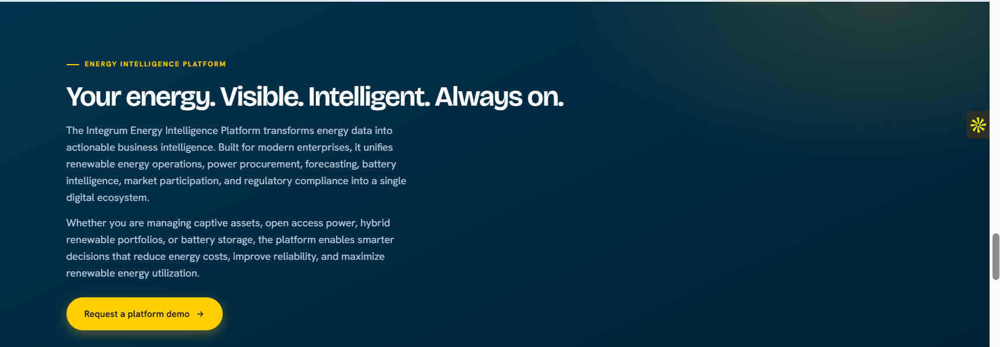 ENERGY INTELLIGENCE PLATFORM
Your energy. Visible. Intelligent. Always on.
The Integrum Energy Intelligence Platform transforms energy data into
actionable business intelligence. Built for modern enterprises, it unifies
renewable energy operations, power procurement, forecasting, battery
intelligence, market participation, and regulatory compliance into a single
digital ecosystem.
Whether you are managing captive assets, open access power, hybrid
renewable portfolios, or battery storage, the platform enables smarter
decisions that reduce energy costs, improve reliability, and maximize
renewable energy utilization.
Request a platform demo →